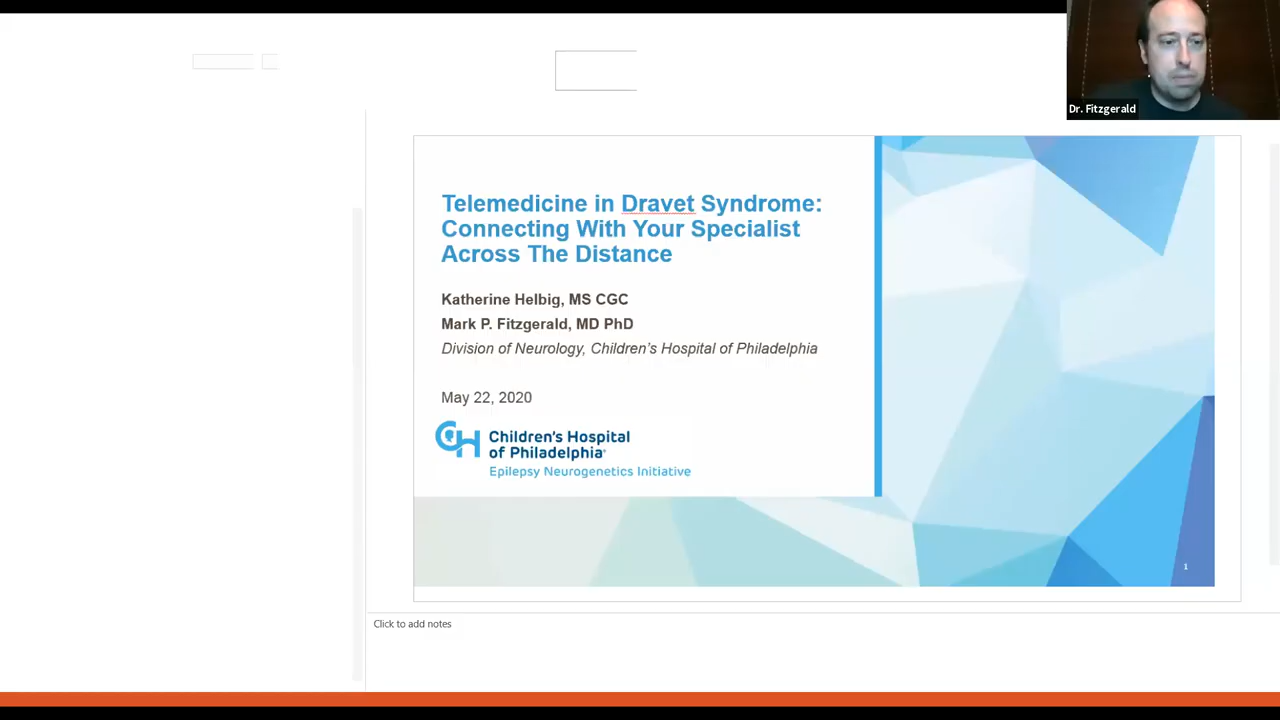 Dr. Fitzgerald
Telemedicine in Dravet Syndrome:
Connecting With Your Specialist
Across The Distance
Katherine Helbig, MS CGC
Mark P. Fitzgerald, MD PhD
Division of Neurology, Children's Hospital of Philadelphia
May 22, 2020
CH Children's Hospital
of Philadelphia
Epilepsy Neurogenetics Initiative
1
Click to add notes